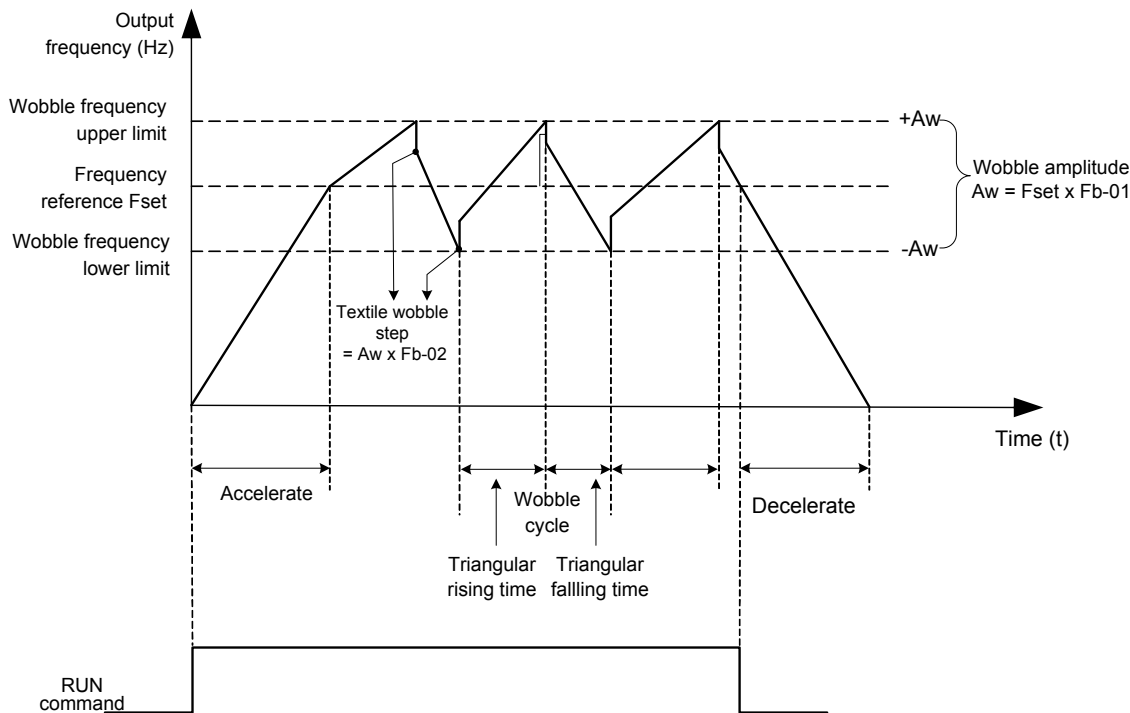 Output
frequency (Hz)
Wobble frequency
upper limit
+Aw
Wobble amplitude
Aw = Fset x Fb-01
Frequency
reference Fset
Wobble frequency
lower limit
-Aw
Textile wobble
step
= Aw x Fb-02
Time (t)
Accelerate
Wobble
cycle
Decelerate
Triangular
rising time
Triangular
fallling time
RUN
command